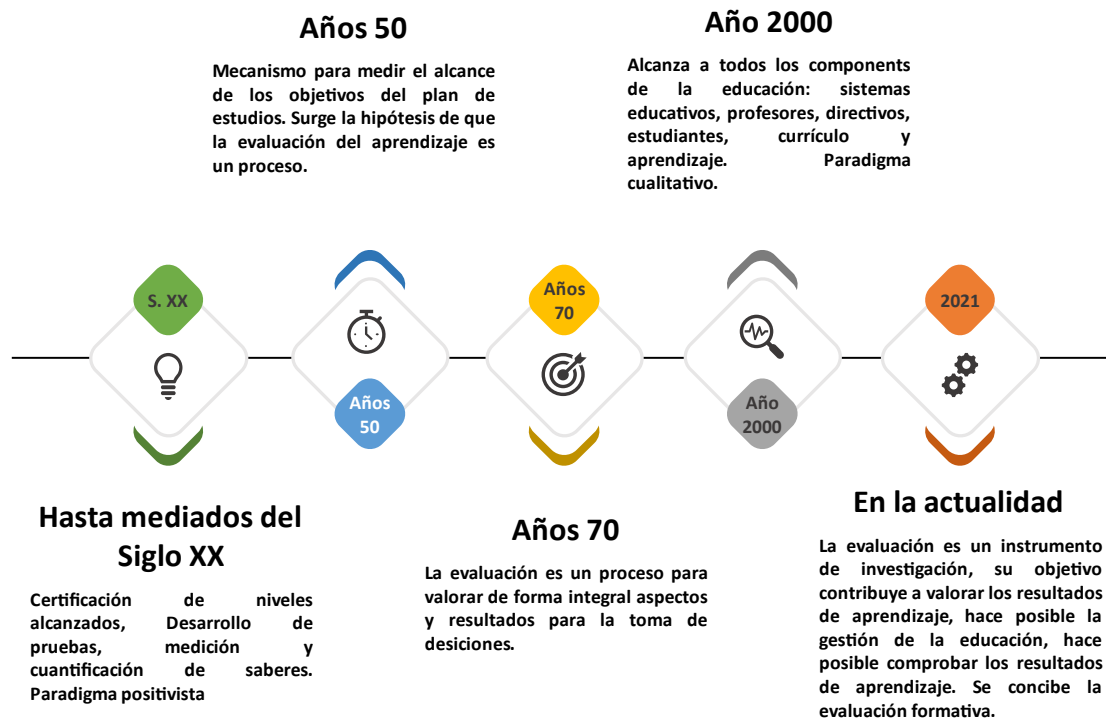 Años 50
Mecanismo para medir el alcance
de los objetivos del plan de
estudios. Surge la hipótesis de que
la evaluación del aprendizaje es
un proceso.
Año 2000
Alcanza a todos los components
de la educación: sistemas
educativos, profesores, directivos,
estudiantes, currículo y
aprendizaje. Paradigma
cualitativo.
S. XX
Años
50
Años
70
Año
2000
2021
Hasta mediados del
Siglo XX
Certificación de niveles
alcanzados, Desarrollo de
pruebas, medición y
cuantificación de saberes.
Paradigma positivista
Años 70
La evaluación es un proceso para
valorar de forma integral aspectos
y resultados para la toma de
desiciones.
En la actualidad
La evaluación es un instrumento
de investigación, su objetivo
contribuye a valorar los resultados
de aprendizaje, hace posible la
gestión de la educación, hace
posible comprobar los resultados
de aprendizaje. Se concibe la
evaluación formativa.